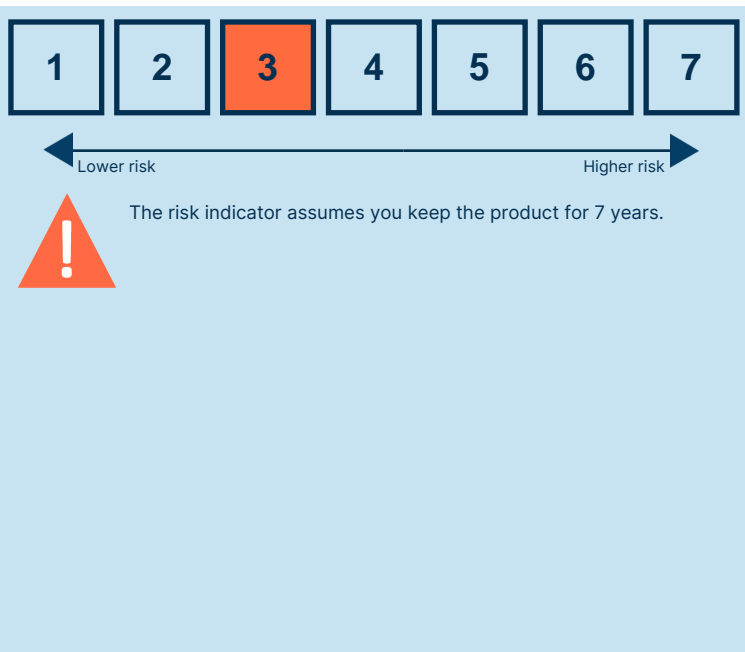 1 2 3 4 5 6 7
Lower risk Higher risk
The risk indicator assumes you keep the product for 7 years.
!